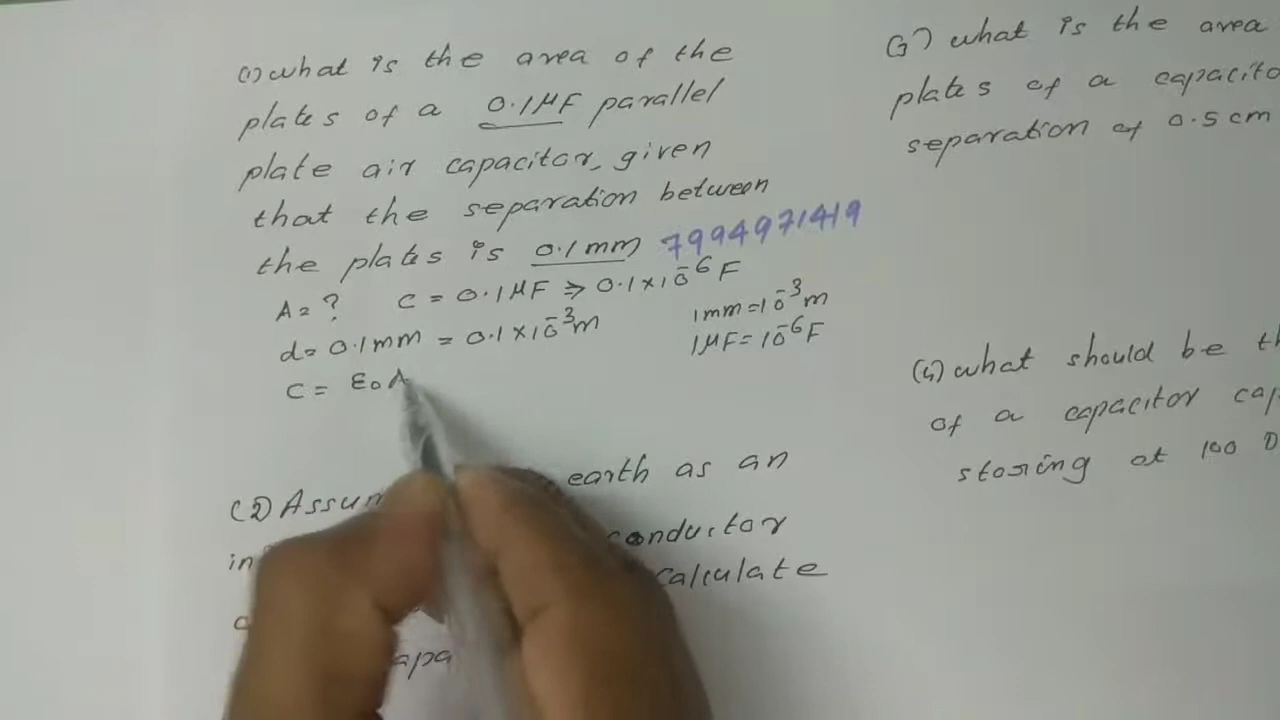 (1) what is the area of the
plates of a 0.1μF parallel
plate air capacitor, given
that the separation between
the plates is 0.1mm 7994971419
A = ? C = 0.1μF ⇒ 0.1×10⁻⁶F
d = 0.1mm = 0.1×10⁻³m
1mm = 10⁻³m
1μF = 10⁻⁶F
C = ε₀A
(2) Assum earth as an
in conductor
calculate
apa
(3) what is the area
plates of a capacito
separation of 0.5cm
(4) what should be th
of a capacitor cap
storing at 100 D